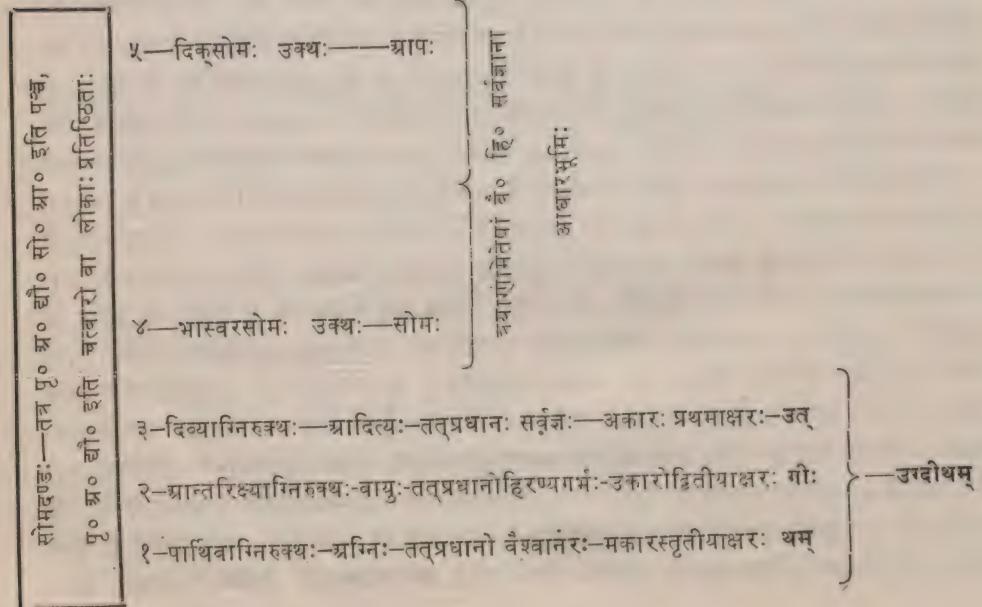 सोमदण्डः—तत्र पृ० अ० द्यौ० सो० आ० इति पञ्च,
पृ० अ० द्यौ० इति चत्वारो वा लोकाः प्रतिष्ठिताः
५—दिक्सोमः उक्थः——आपः
४—भास्वरसोमः उक्थः—सोमः
त्रयाणामेतेषां वै० हि० सर्वज्ञाना
आधारभूमिः
३–दिव्याग्निरुक्थः—आदित्यः-तत्प्रधानः सर्वज्ञः—अकारः प्रथमाक्षरः-उत्
२–आन्तरिक्ष्याग्निरुक्थः-वायुः-तत्प्रधानोहिरण्यगर्भः-उकारोद्वितीयाक्षरः गीः
१–पार्थिवाग्निरुक्थः–अग्निः-तत्प्रधानो वैश्वानरः-मकारस्तृतीयाक्षरः थम्
—उग्दीथम्